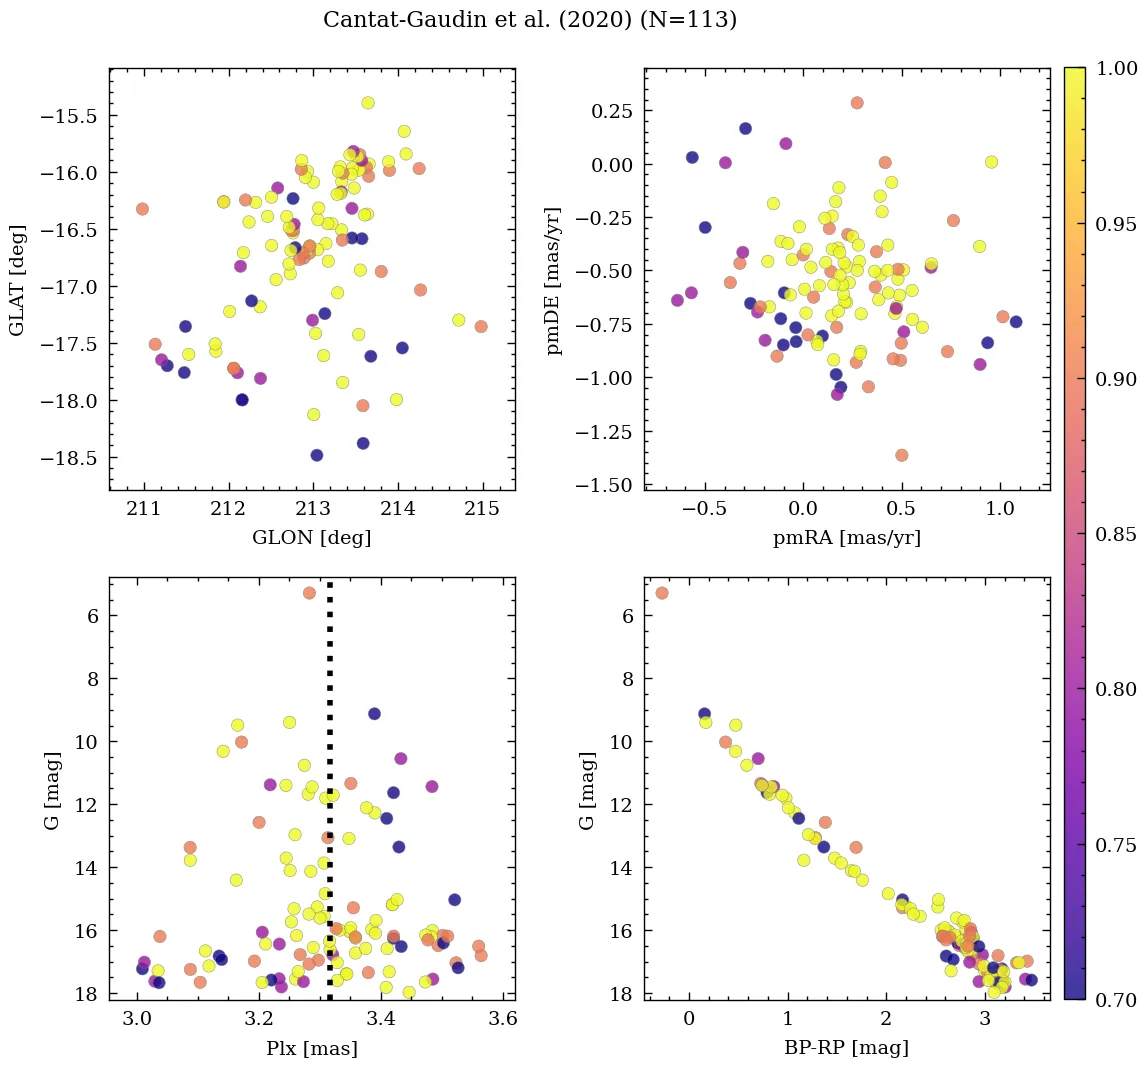 Cantat-Gaudin et al. (2020) (N=113)
−15.5
−16.0
−16.5
−17.0
−17.5
−18.0
−18.5
GLAT [deg]
211 212 213 214 215
GLON [deg]
0.25
0.00
−0.25
−0.50
−0.75
−1.00
−1.25
−1.50
pmDE [mas/yr]
−0.5 0.0 0.5 1.0
pmRA [mas/yr]
6
8
10
12
14
16
18
G [mag]
3.0 3.2 3.4 3.6
Plx [mas]
6
8
10
12
14
16
18
G [mag]
0 1 2 3
BP-RP [mag]
1.00
0.95
0.90
0.85
0.80
0.75
0.70